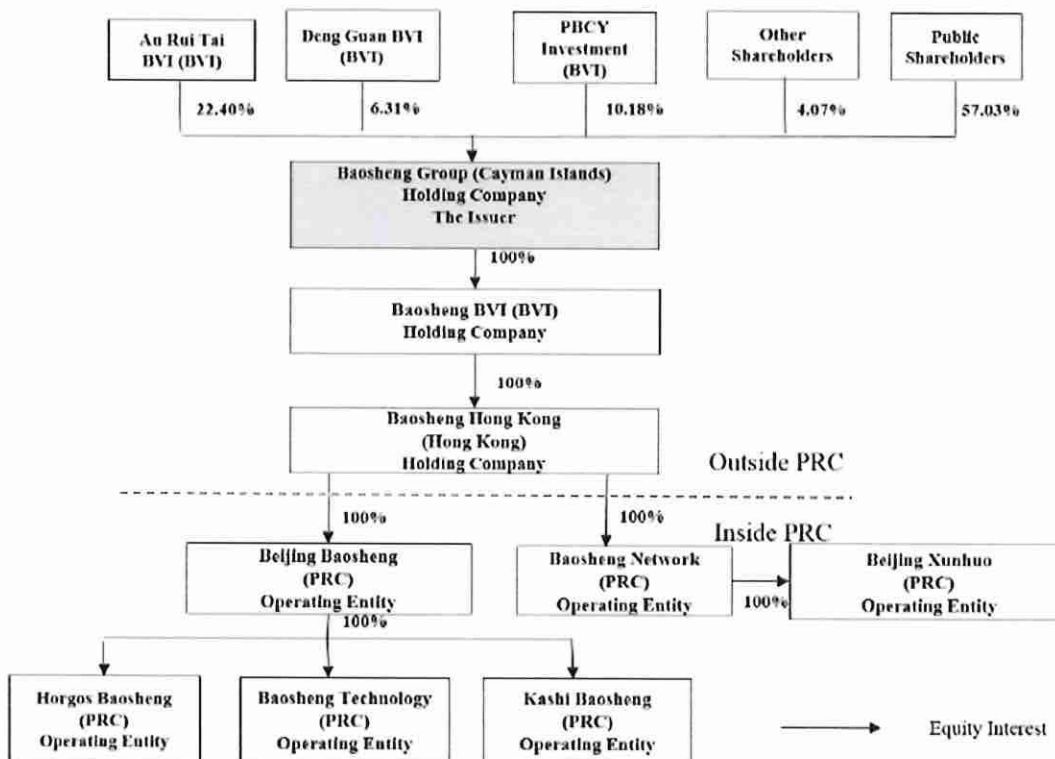 An Rui Tai
BVI (BVI)
Deng Guan BVI
(BVI)
PBCY
Investment
(BVI)
Other
Shareholders
Public
Shareholders
22.40%
6.31%
10.18%
4.07%
57.03%
Baosheng Group (Cayman Islands)
Holding Company
The Issuer
100%
Baosheng BVI (BVI)
Holding Company
100%
Baosheng Hong Kong
(Hong Kong)
Holding Company
Outside PRC
100%
100%
Inside PRC
Beijing Baosheng
(PRC)
Operating Entity
Baosheng Network
(PRC)
Operating Entity
100%
Beijing Xunhuo
(PRC)
Operating Entity
100%
Horgos Baosheng
(PRC)
Operating Entity
Baosheng Technology
(PRC)
Operating Entity
Kashi Baosheng
(PRC)
Operating Entity
Equity Interest